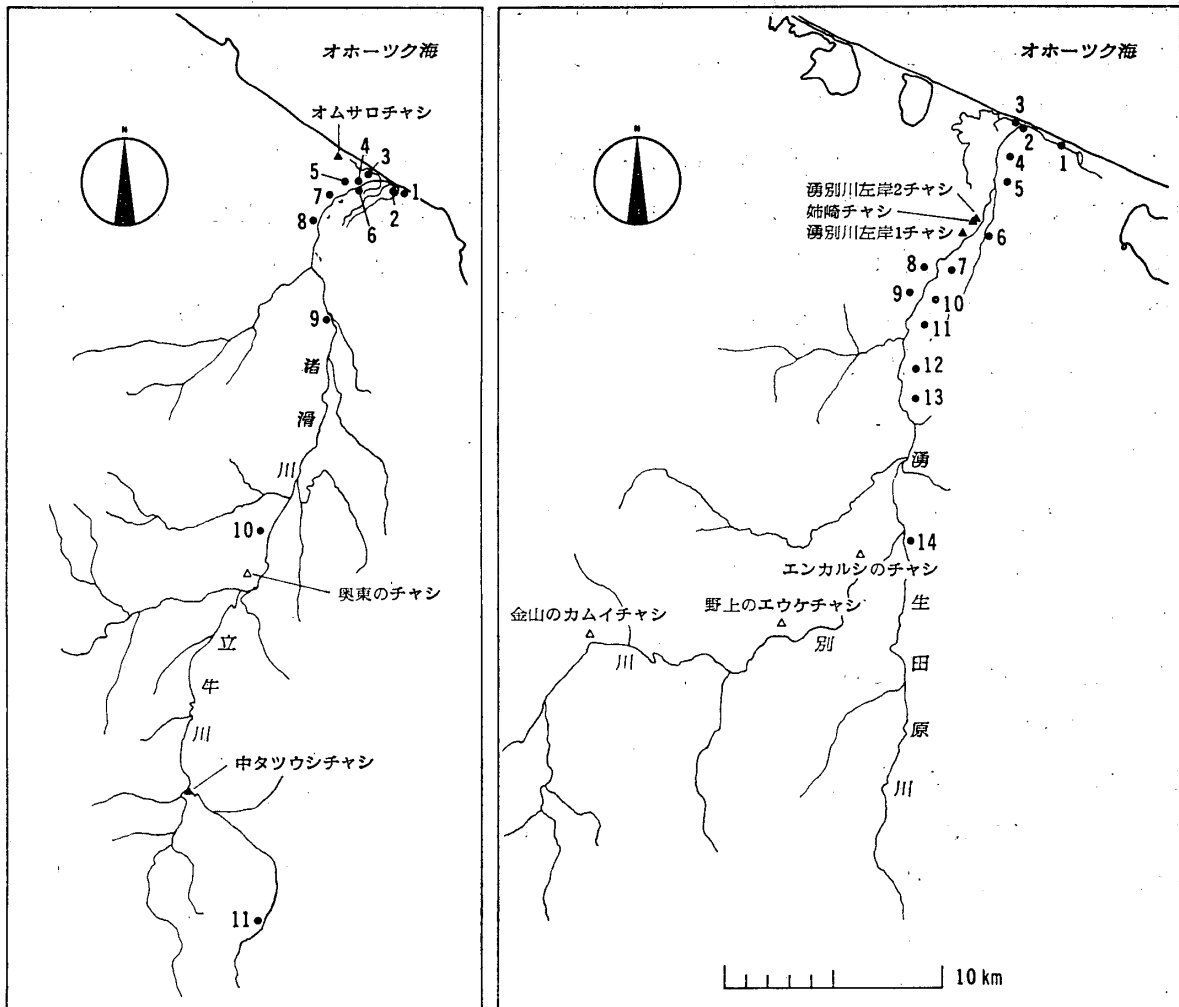 オホーツク海
N
オムサロチャシ
4
3
5
7
1
2
8
6
9
緒滑川
10
奥東のチャシ
立牛川
中タツウシチャシ
11
オホーツク海
N
3
2
1
4
5
湧別川左岸2チャシ
姉崎チャシ
湧別川左岸1チャシ
6
8
7
9
10
11
12
13
湧別川
14
エンカルシのチャシ
生田原川
野上のエウケチャシ
金山のカムイチャシ
10km